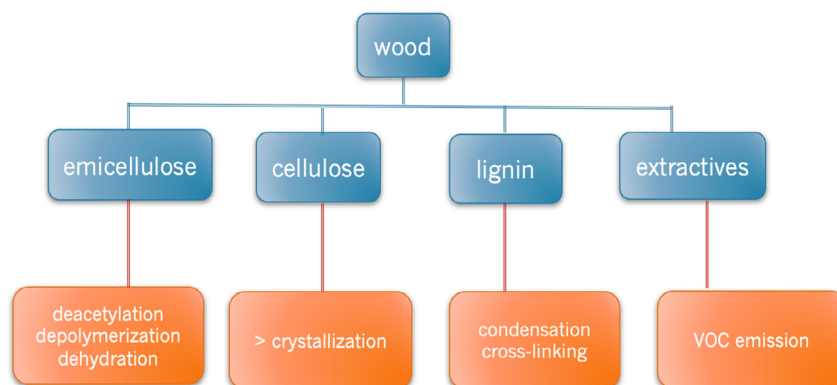 wood
emicellulose
cellulose
lignin
extractives
deacetylation
depolymerization
dehydration
> crystallization
condensation
cross-linking
VOC emission